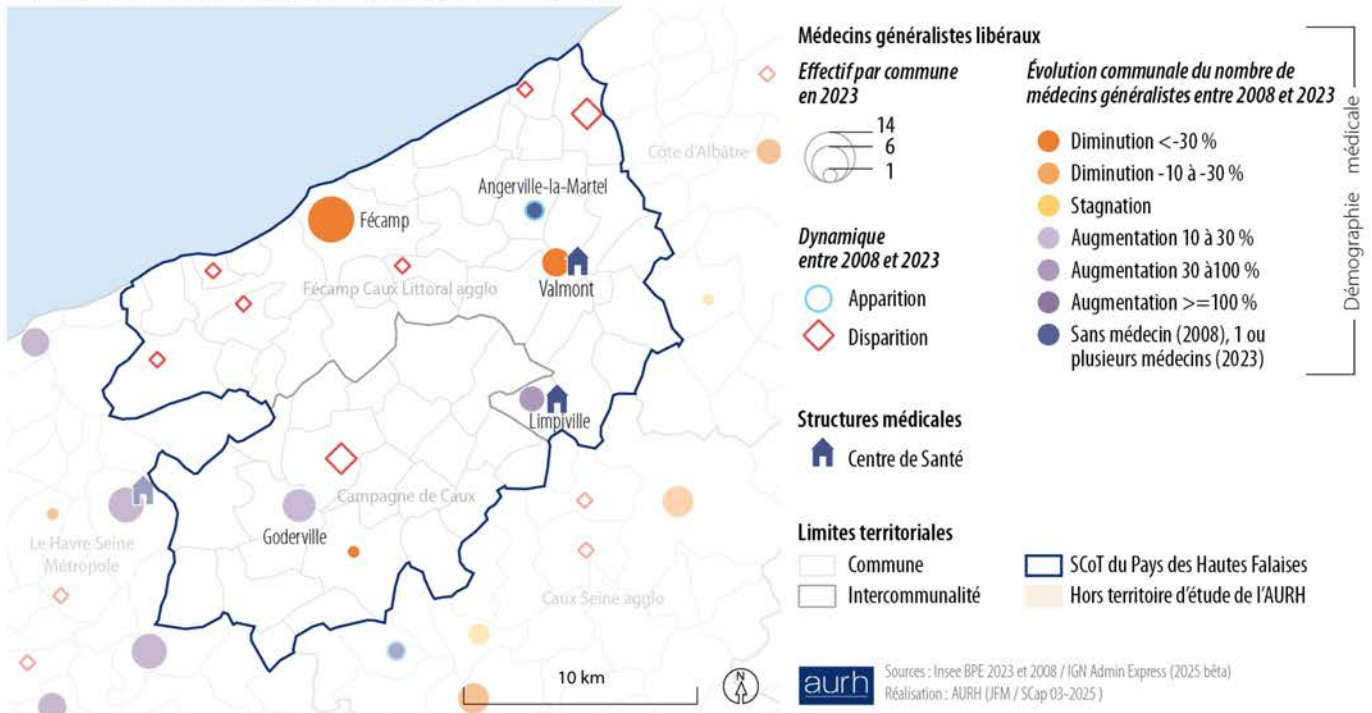 Côte d'Albâtre
Angerville-la-Martel
Fécamp
Fécamp Caux Littoral agglo
Valmont
Limpiville
Campagne de Caux
Goderville
Le Havre Seine
Métropole
Caux Seine agglo
10 km
N
Médecins généralistes libéraux
Effectif par commune
en 2023
14
6
1
Dynamique
entre 2008 et 2023
Apparition
Disparition
Évolution communale du nombre de
médecins généralistes entre 2008 et 2023
Diminution <-30 %
Diminution -10 à -30 %
Stagnation
Augmentation 10 à 30 %
Augmentation 30 à100 %
Augmentation >=100 %
Sans médecin (2008), 1 ou
plusieurs médecins (2023)
Démographie médicale
Structures médicales
Centre de Santé
Limites territoriales
Commune
Intercommunalité
SCoT du Pays des Hautes Falaises
Hors territoire d'étude de l'AURH
aurh
Sources : Insee BPE 2023 et 2008 / IGN Admin Express (2025 bêta)
Réalisation : AURH (JFM / SCap 03-2025 )